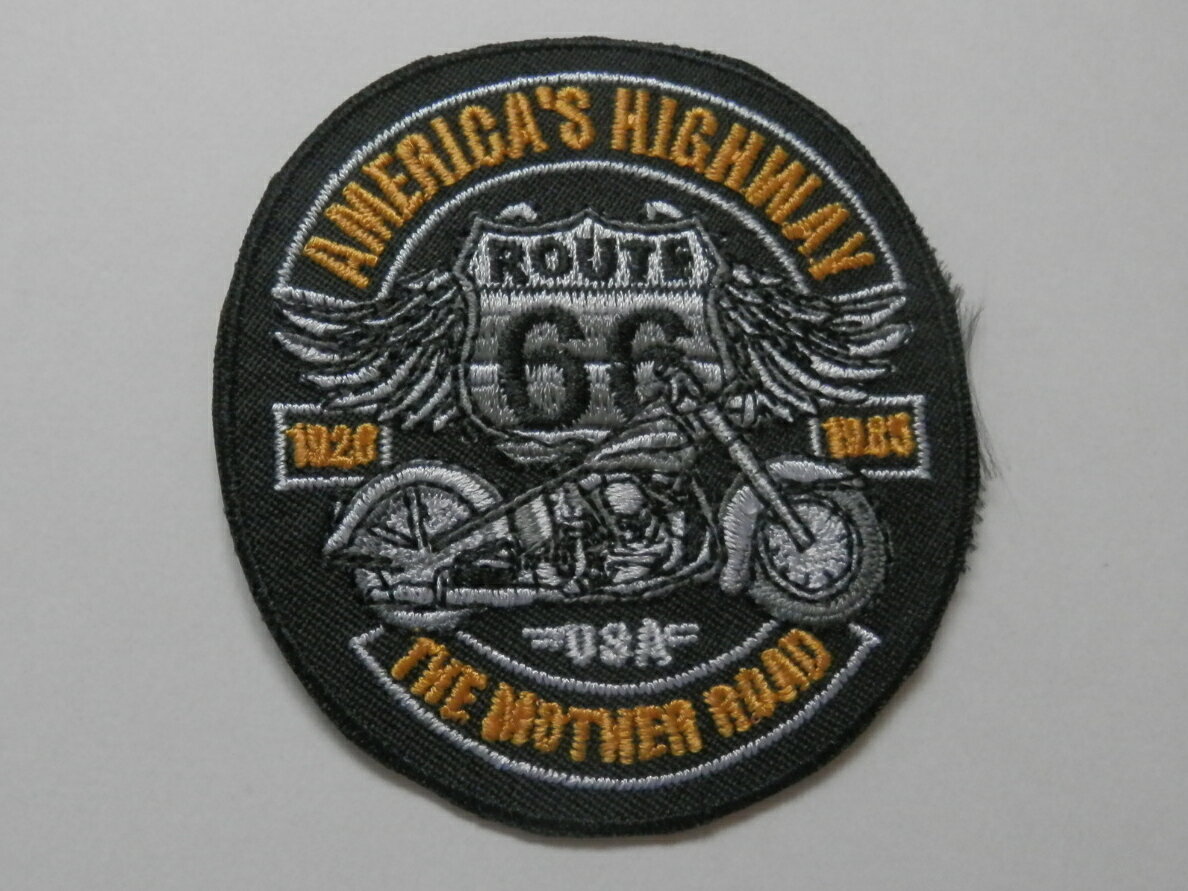 AMERICA'S HIGHWAY
ROUTE
66
1926
1985
USA
THE MOTHER ROAD